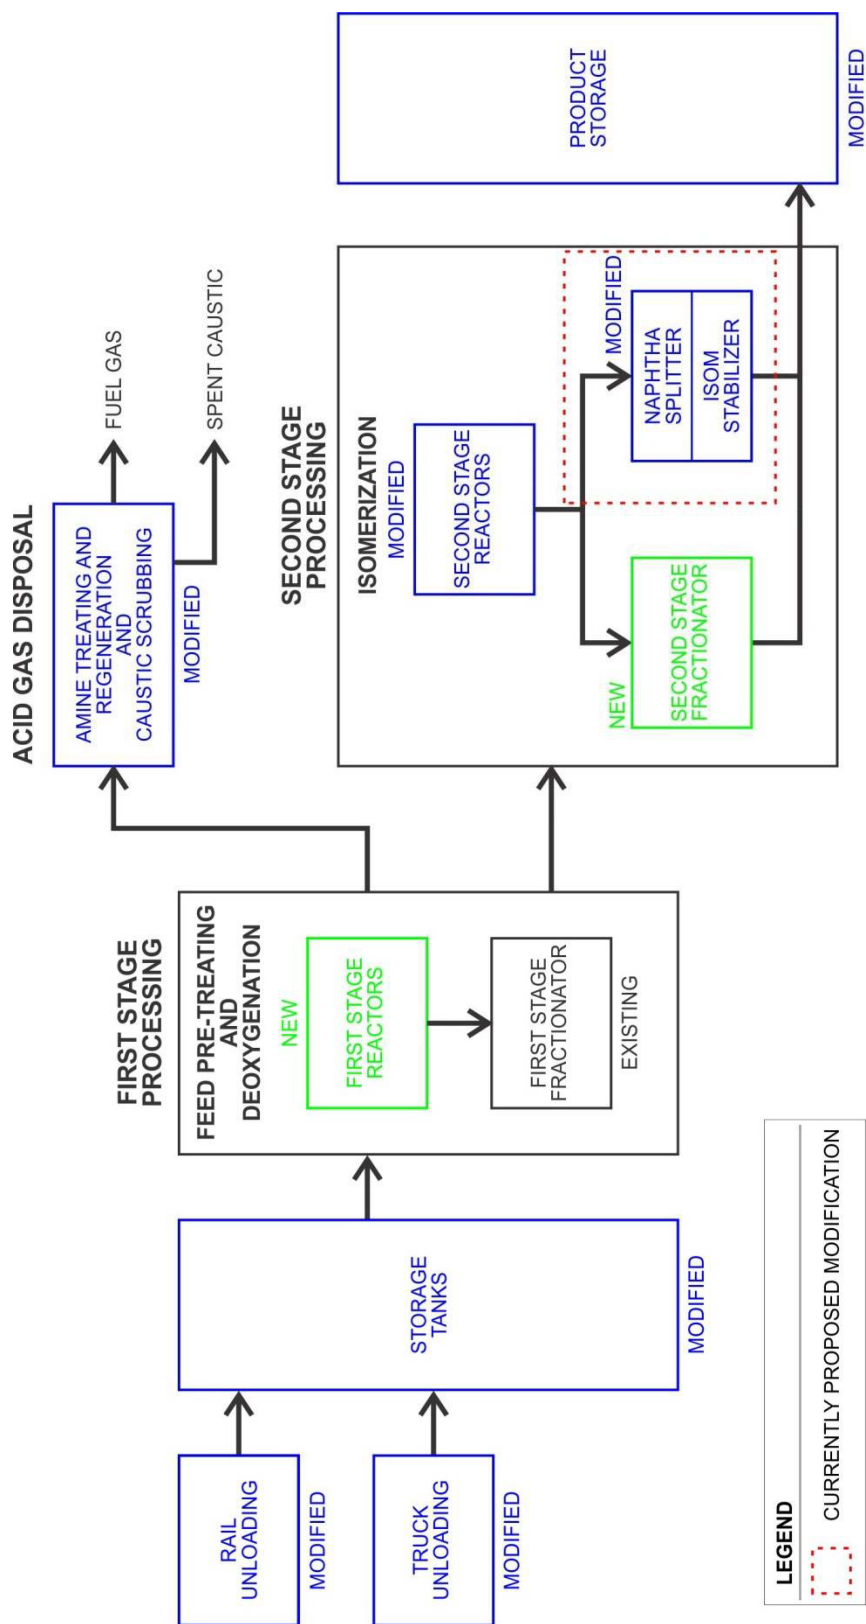 RAIL
UNLOADING
MODIFIED
TRUCK
UNLOADING
MODIFIED
STORAGE
TANKS
MODIFIED
FIRST STAGE
PROCESSING
FEED PRE-TREATING
AND
DEOXYGENATION
NEW
FIRST STAGE
REACTORS
FIRST STAGE
FRACTIONATOR
EXISTING
ACID GAS DISPOSAL
AMINE TREATING AND
REGENERATION
AND
CAUSTIC SCRUBBING
MODIFIED
FUEL GAS
SPENT CAUSTIC
SECOND STAGE
PROCESSING
ISOMERIZATION
MODIFIED
SECOND STAGE
REACTORS
NEW
SECOND STAGE
FRACTIONATOR
MODIFIED
NAPHTHA
SPLITTER
ISOM
STABILIZER
PRODUCT
STORAGE
MODIFIED
LEGEND
CURRENTLY PROPOSED MODIFICATION